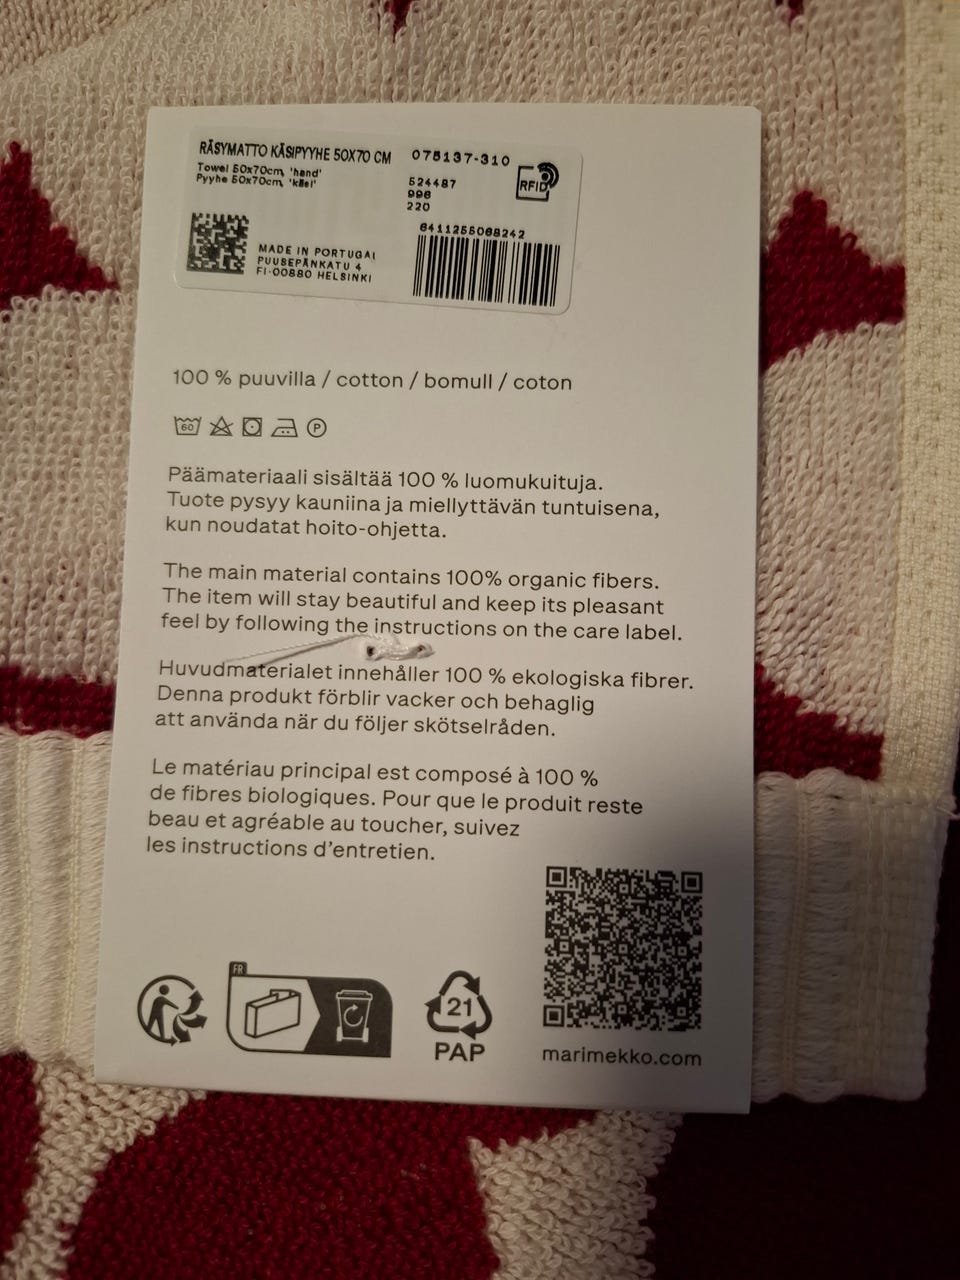 RÄSYMATTO KÄSIPYYHE 50X70 CM
Towel 50x70cm, 'hand'
Pyyhe 50x70cm, 'käsi'
075137-310
524487
996
220
RFID
6411255068242
MADE IN PORTUGAL
PUUSEPÄNKATU 4
FI-00880 HELSINKI
100 % puuvilla / cotton / bomull / coton
60
P
Päämateriaali sisältää 100 % luomukuituja.
Tuote pysyy kauniina ja miellyttävän tuntuisena,
kun noudatat hoito-ohjetta.
The main material contains 100% organic fibers.
The item will stay beautiful and keep its pleasant
feel by following the instructions on the care label.
Huvudmaterialet innehåller 100 % ekologiska fibrer.
Denna produkt förblir vacker och behaglig
att använda när du följer skötselråden.
Le matériau principal est composé à 100 %
de fibres biologiques. Pour que le produit reste
beau et agréable au toucher, suivez
les instructions d'entretien.
FR
21
PAP
marimekko.com